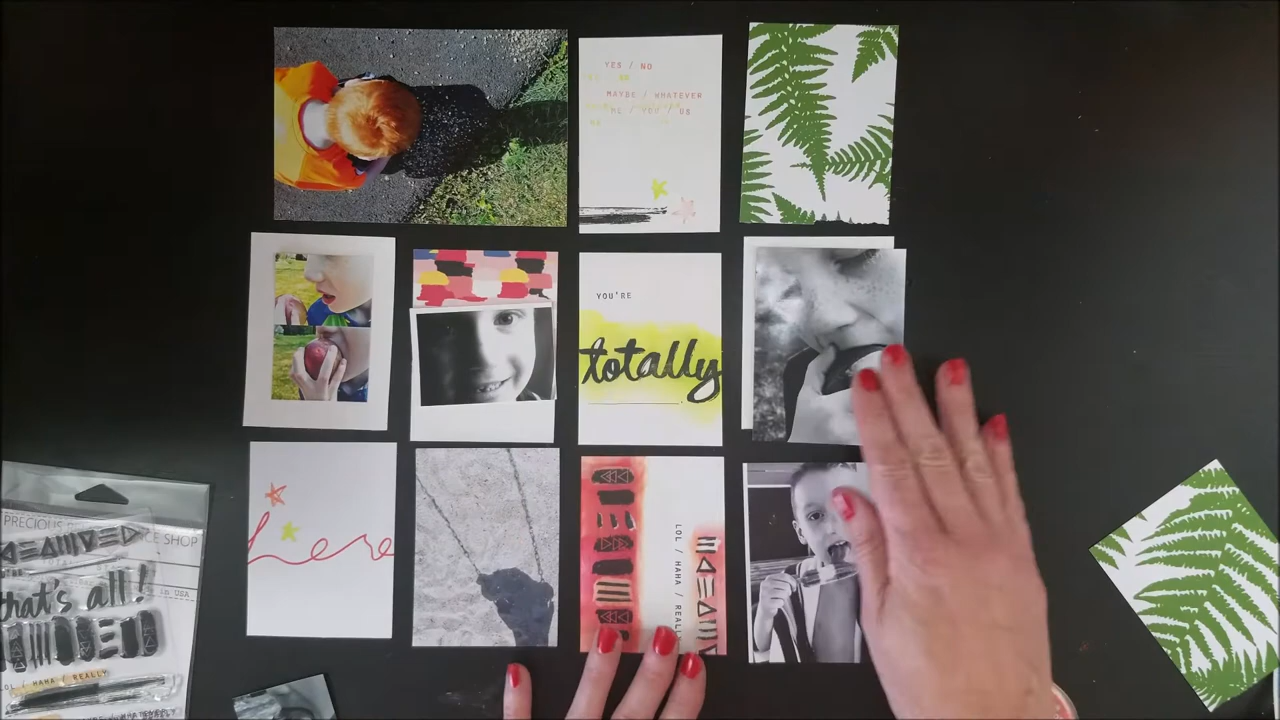 YES / NO
MAYBE / WHATEVER
ME / YOU / US
YOU'RE
totally
here
LOL / HAHA / REALLY
PRECIOUS
SHOP
that's all!
in USA
LOL / HAHA / REALLY